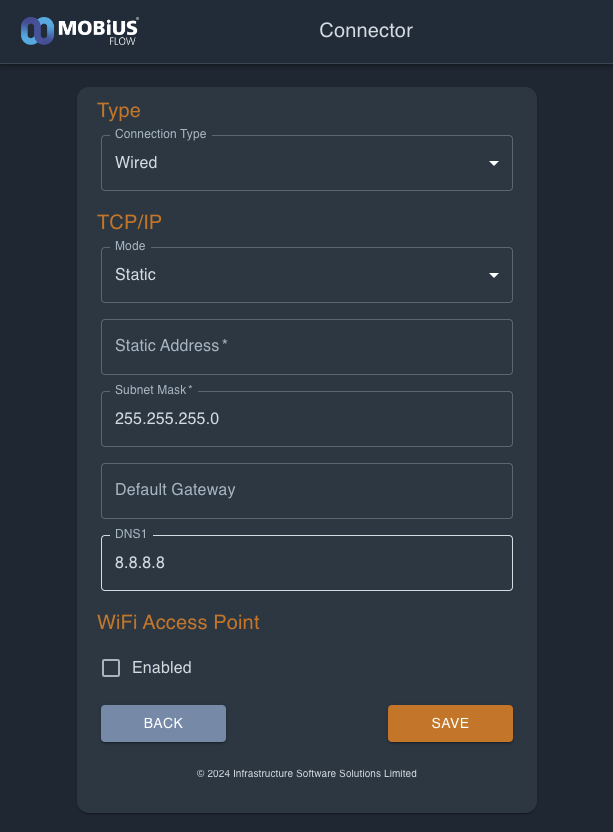 MOBiUS
FLOW
Connector
Type
Connection Type
Wired
TCP/IP
Mode
Static
Static Address *
Subnet Mask *
255.255.255.0
Default Gateway
DNS1
8.8.8.8
WiFi Access Point
Enabled
BACK
SAVE
© 2024 Infrastructure Software Solutions Limited